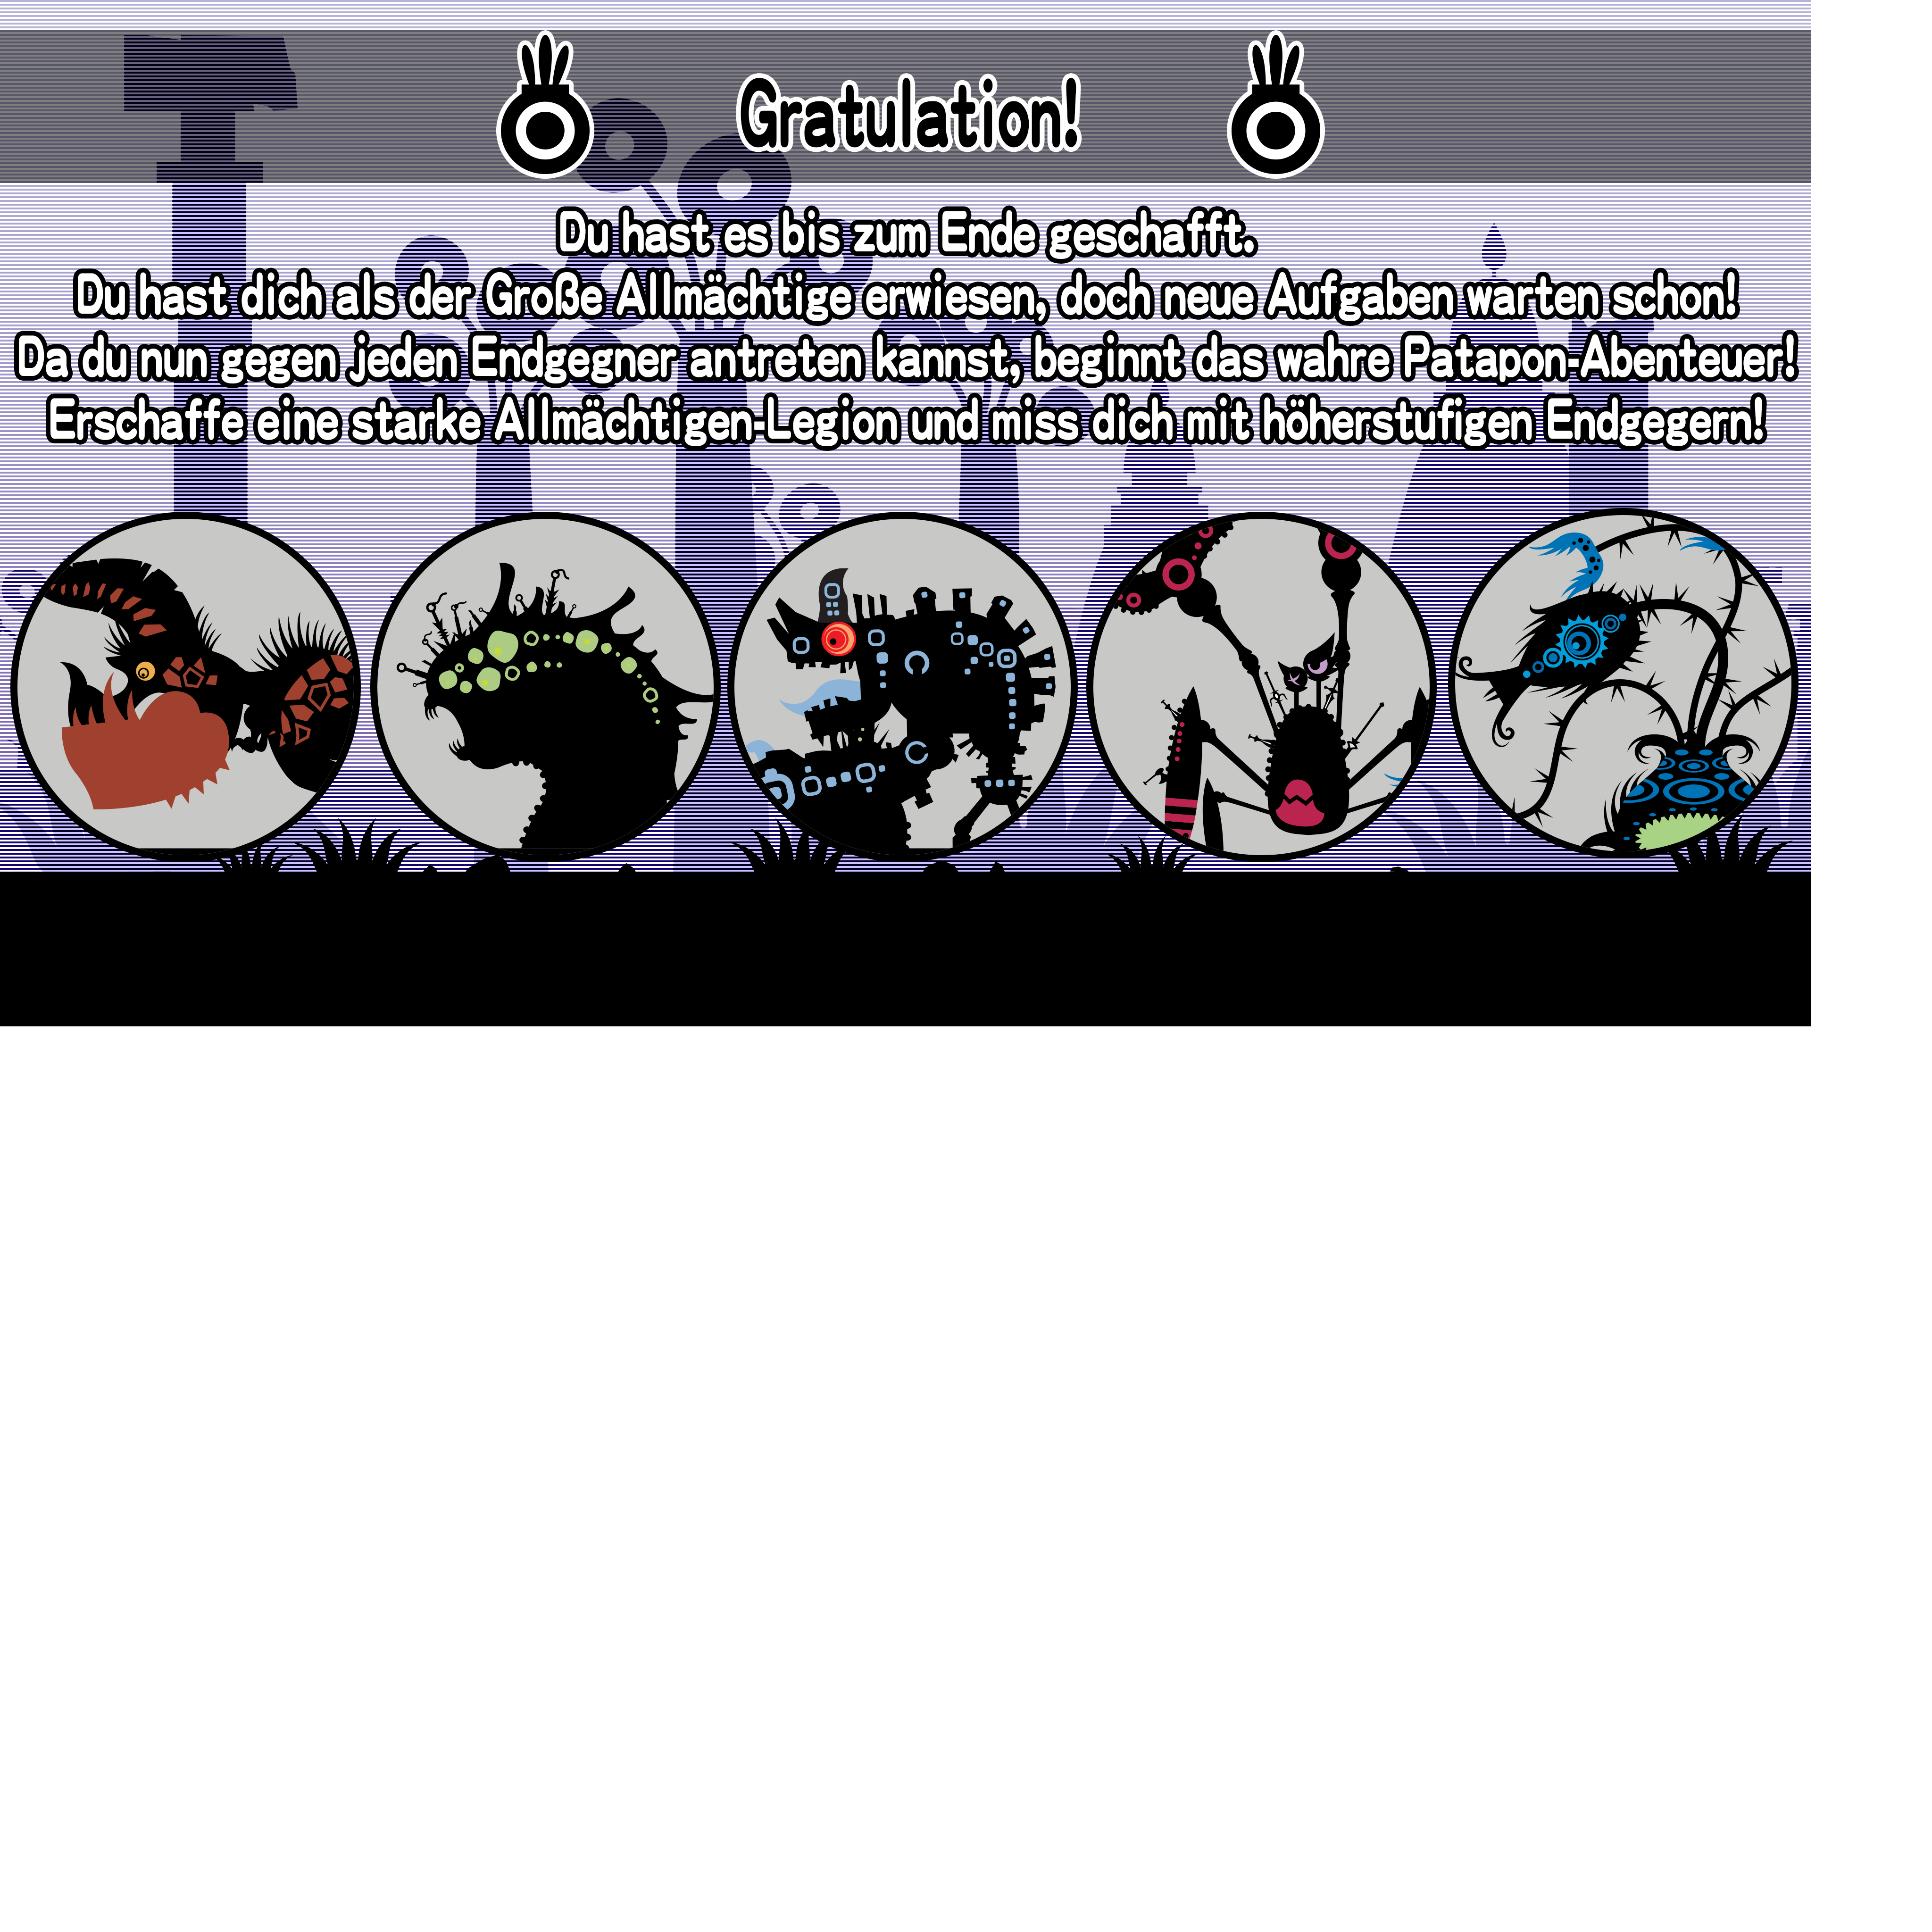 Gratulation!
Du hast es bis zum Ende geschafft.
Du hast dich als der Große Allmächtige erwiesen, doch neue Aufgaben warten schon!
Da du nun gegen jeden Endgegner antreten kannst, beginnt das wahre Patapon-Abenteuer!
Erschaffe eine starke Allmächtigen-Legion und miss dich mit höherstufigen Endgegern!